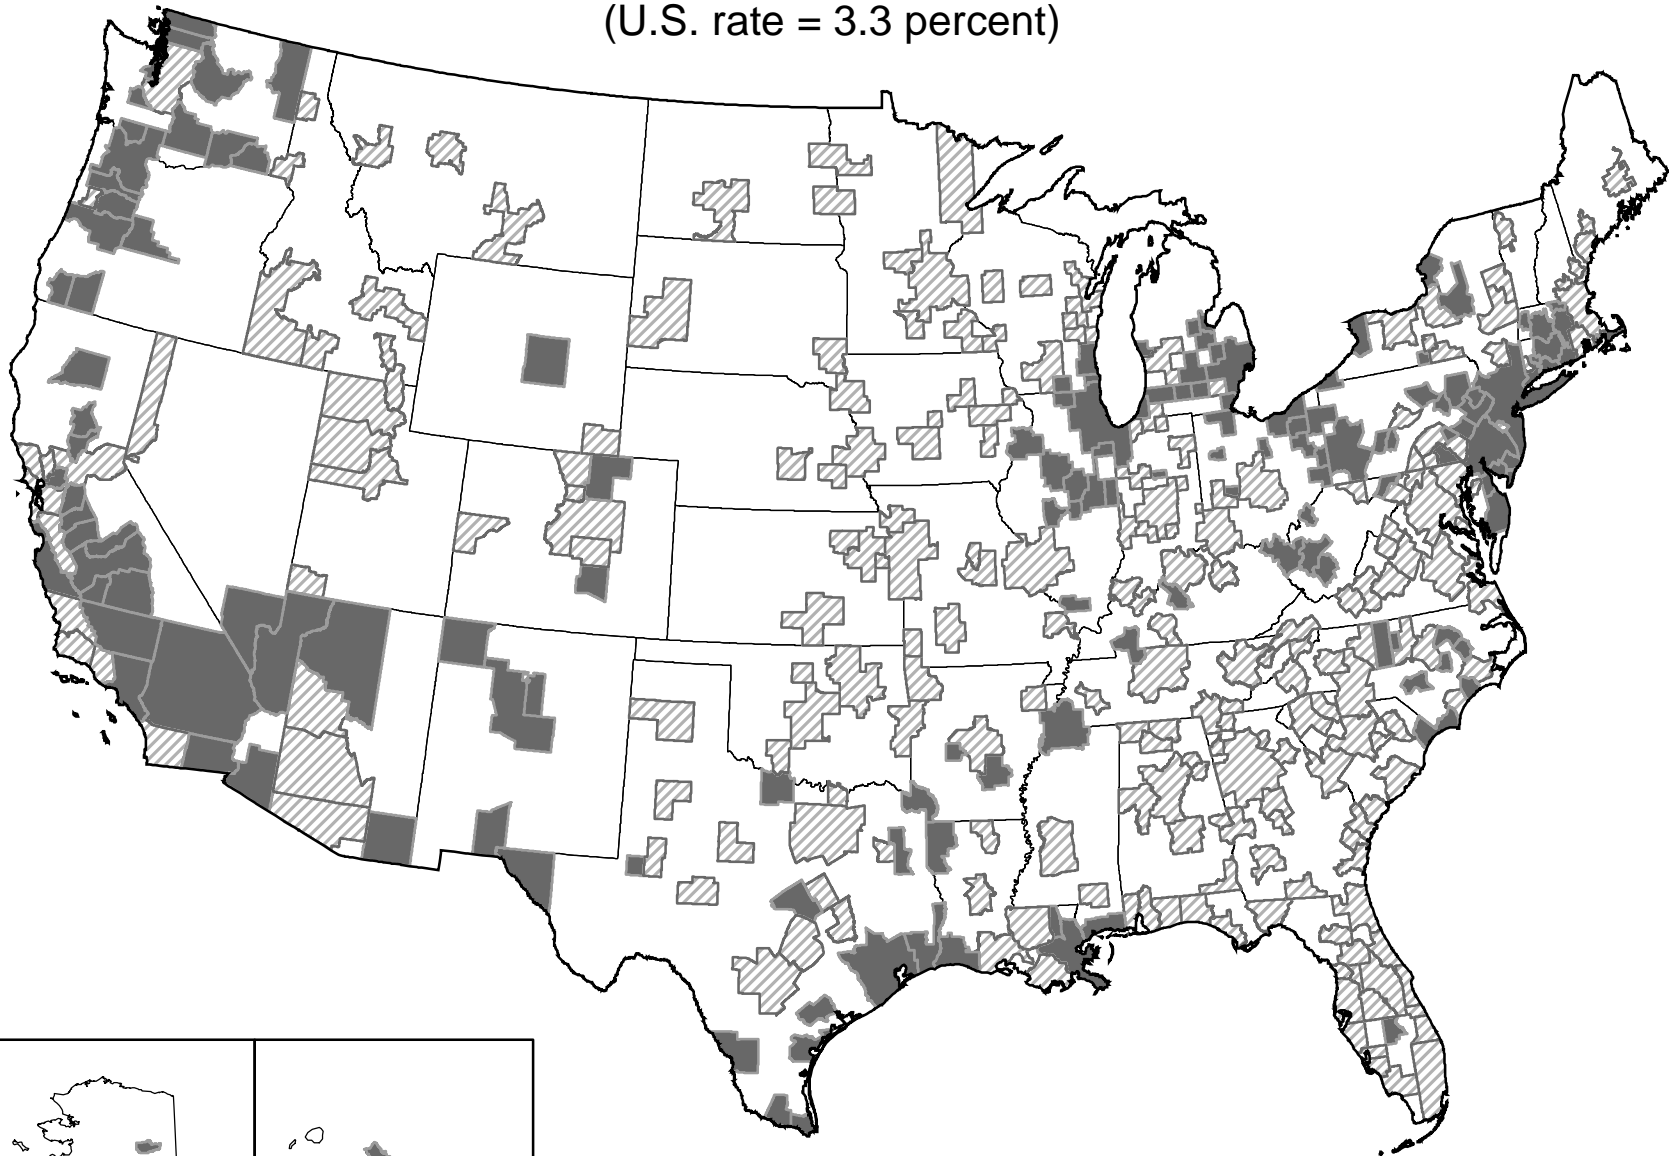 (U.S. rate = 3.3 percent)